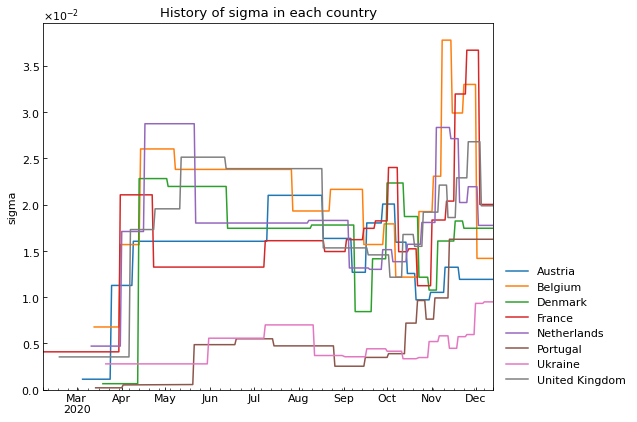 History of sigma in each country
×10⁻²
3.5
3.0
2.5
2.0
1.5
1.0
0.5
0.0
sigma
Mar Apr May Jun Jul Aug Sep Oct Nov Dec
2020
Austria
Belgium
Denmark
France
Netherlands
Portugal
Ukraine
United Kingdom